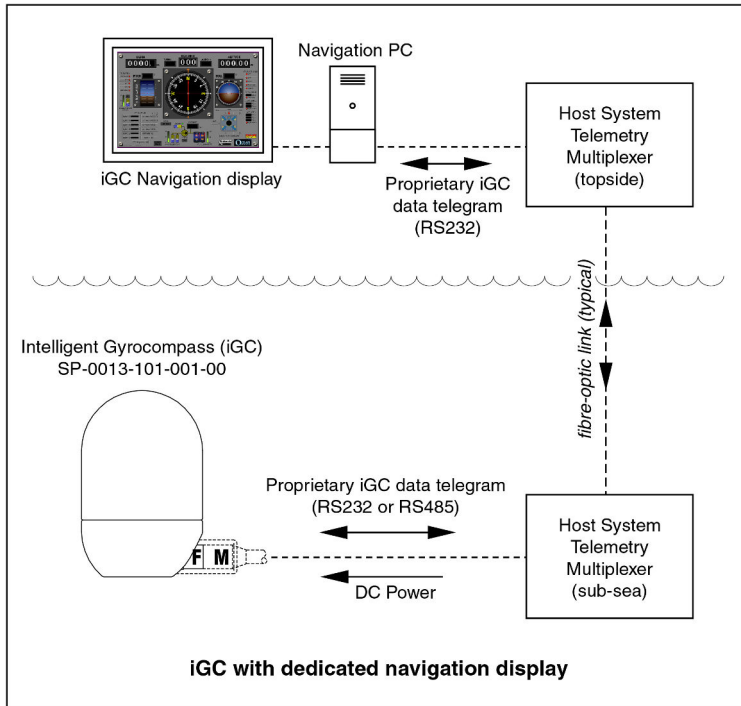 Navigation PC
iGC Navigation display
Proprietary iGC
data telegram
(RS232)
Host System
Telemetry
Multiplexer
(topside)
fibre-optic link (typical)
Intelligent Gyrocompass (iGC)
SP-0013-101-001-00
Proprietary iGC data telegram
(RS232 or RS485)
F M
DC Power
Host System
Telemetry
Multiplexer
(sub-sea)
iGC with dedicated navigation display